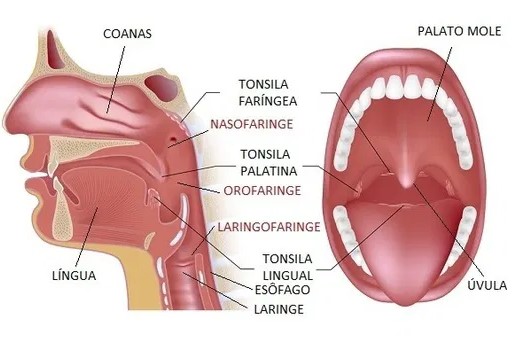 COANAS
PALATO MOLE
TONSILA
FARÍNGEA
NASOFARINGE
TONSILA
PALATINA
OROFARINGE
LARINGOFARINGE
TONSILA
LINGUAL
LÍNGUA
ESÔFAGO
ÚVULA
LARINGE